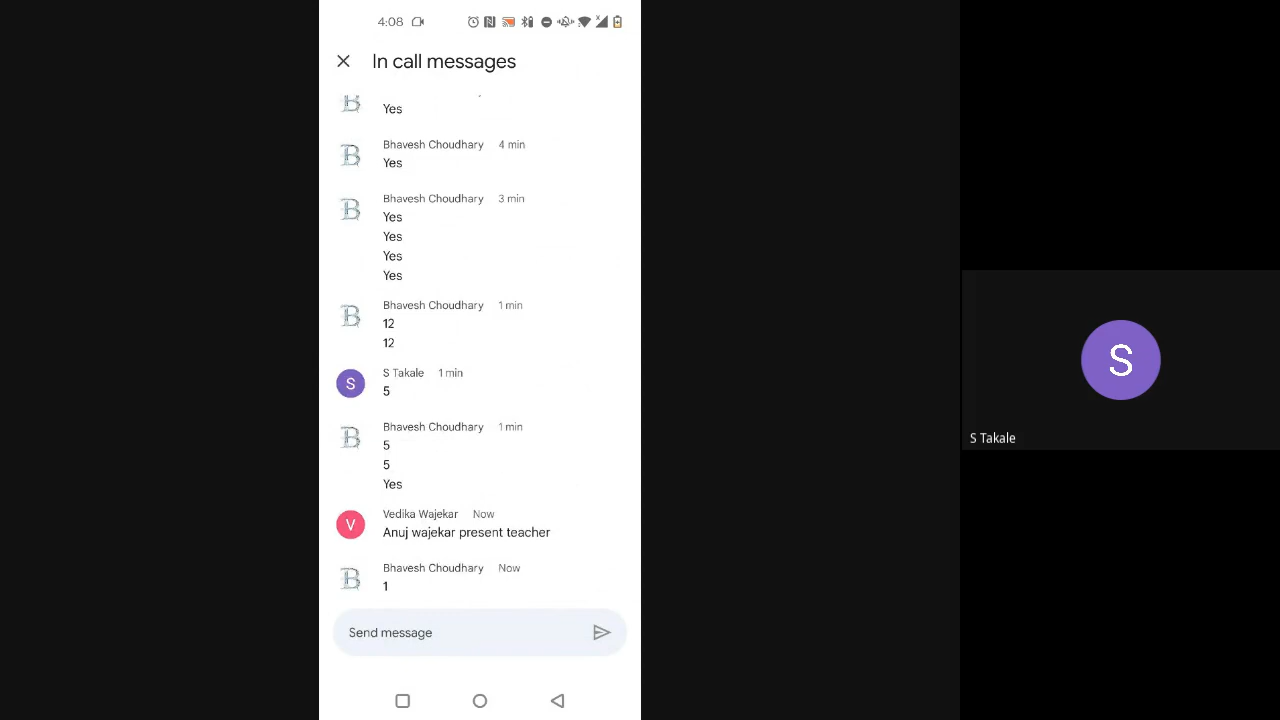 4:08
In call messages
B
Yes
B
Bhavesh Choudhary 4 min
Yes
B
Bhavesh Choudhary 3 min
Yes
Yes
Yes
Yes
B
Bhavesh Choudhary 1 min
12
12
S
S Takale 1 min
5
B
Bhavesh Choudhary 1 min
5
5
Yes
V
Vedika Wajekar Now
Anuj wajekar present teacher
B
Bhavesh Choudhary Now
1
Send message
S
S Takale